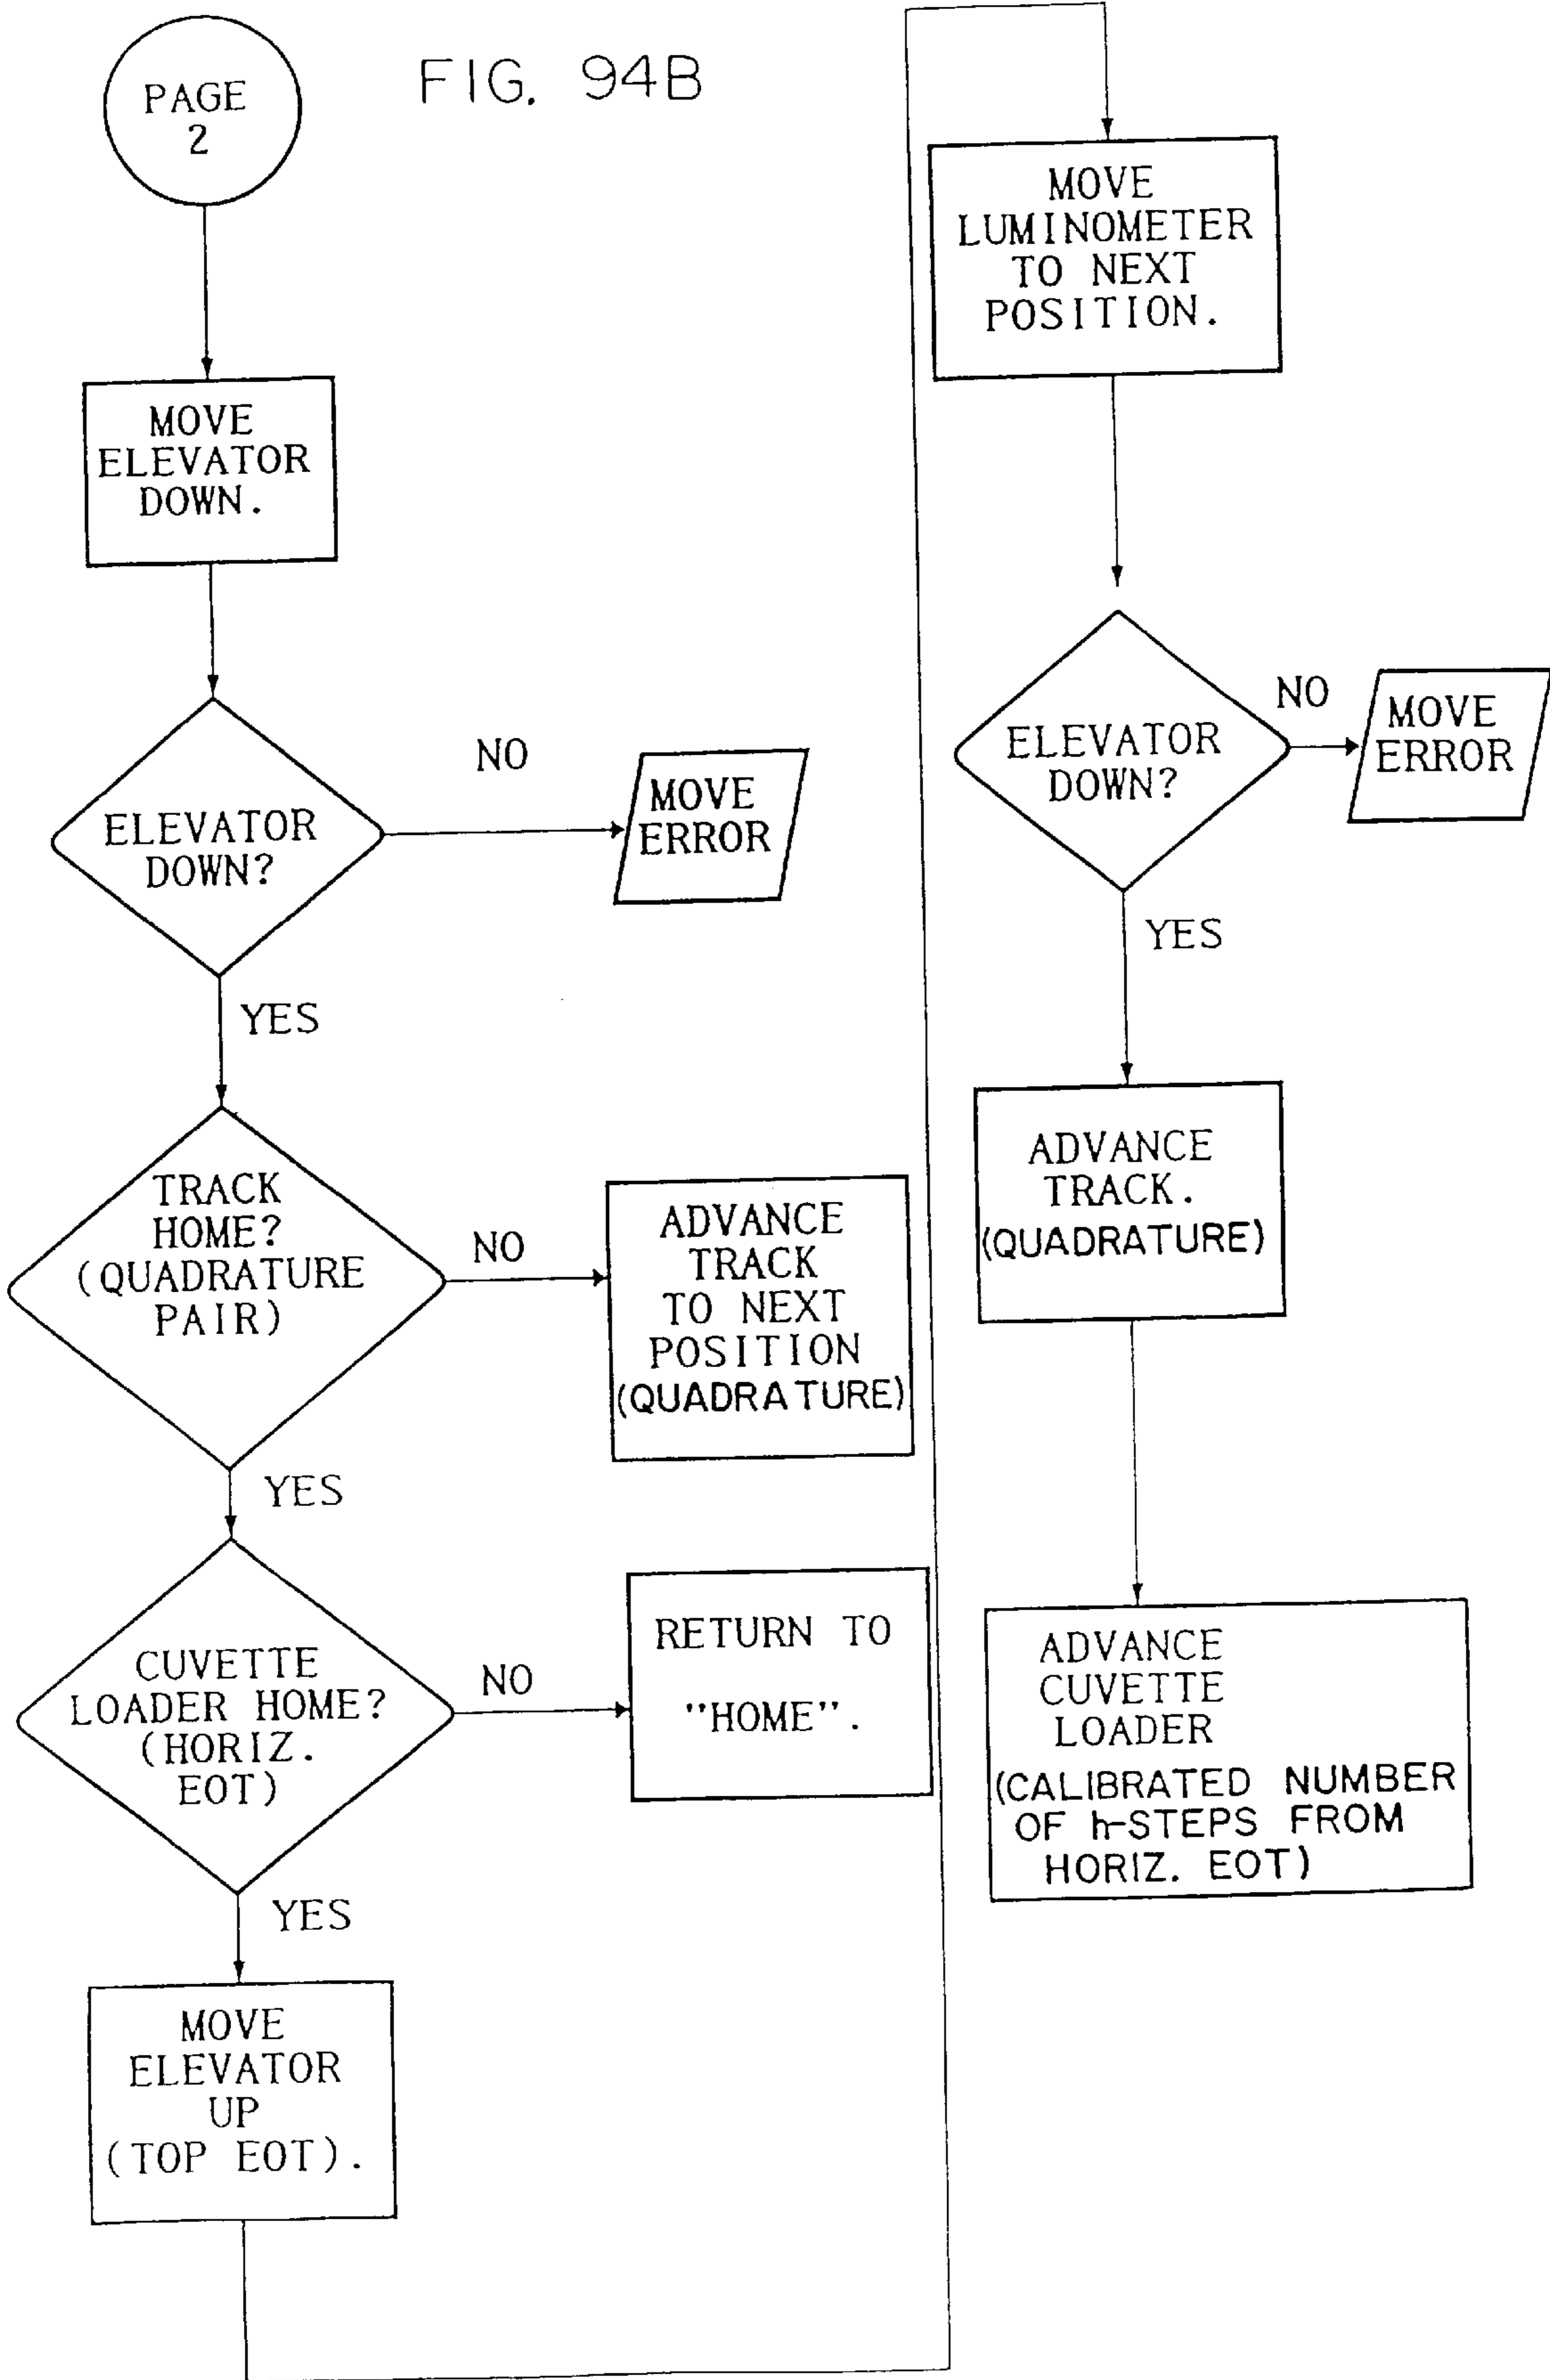 PAGE
2
FIG. 94B
MOVE
ELEVATOR
DOWN.
ELEVATOR
DOWN?
NO
MOVE
ERROR
YES
TRACK
HOME?
(QUADRATURE
PAIR)
NO
ADVANCE
TRACK
TO NEXT
POSITION
(QUADRATURE)
YES
CUVETTE
LOADER HOME?
(HORIZ.
EOT)
NO
RETURN TO
"HOME".
YES
MOVE
ELEVATOR
UP
(TOP EOT).
MOVE
LUMINOMETER
TO NEXT
POSITION.
ELEVATOR
DOWN?
NO
MOVE
ERROR
YES
ADVANCE
TRACK.
(QUADRATURE)
ADVANCE
CUVETTE
LOADER
(CALIBRATED NUMBER
OF h-STEPS FROM
HORIZ. EOT)